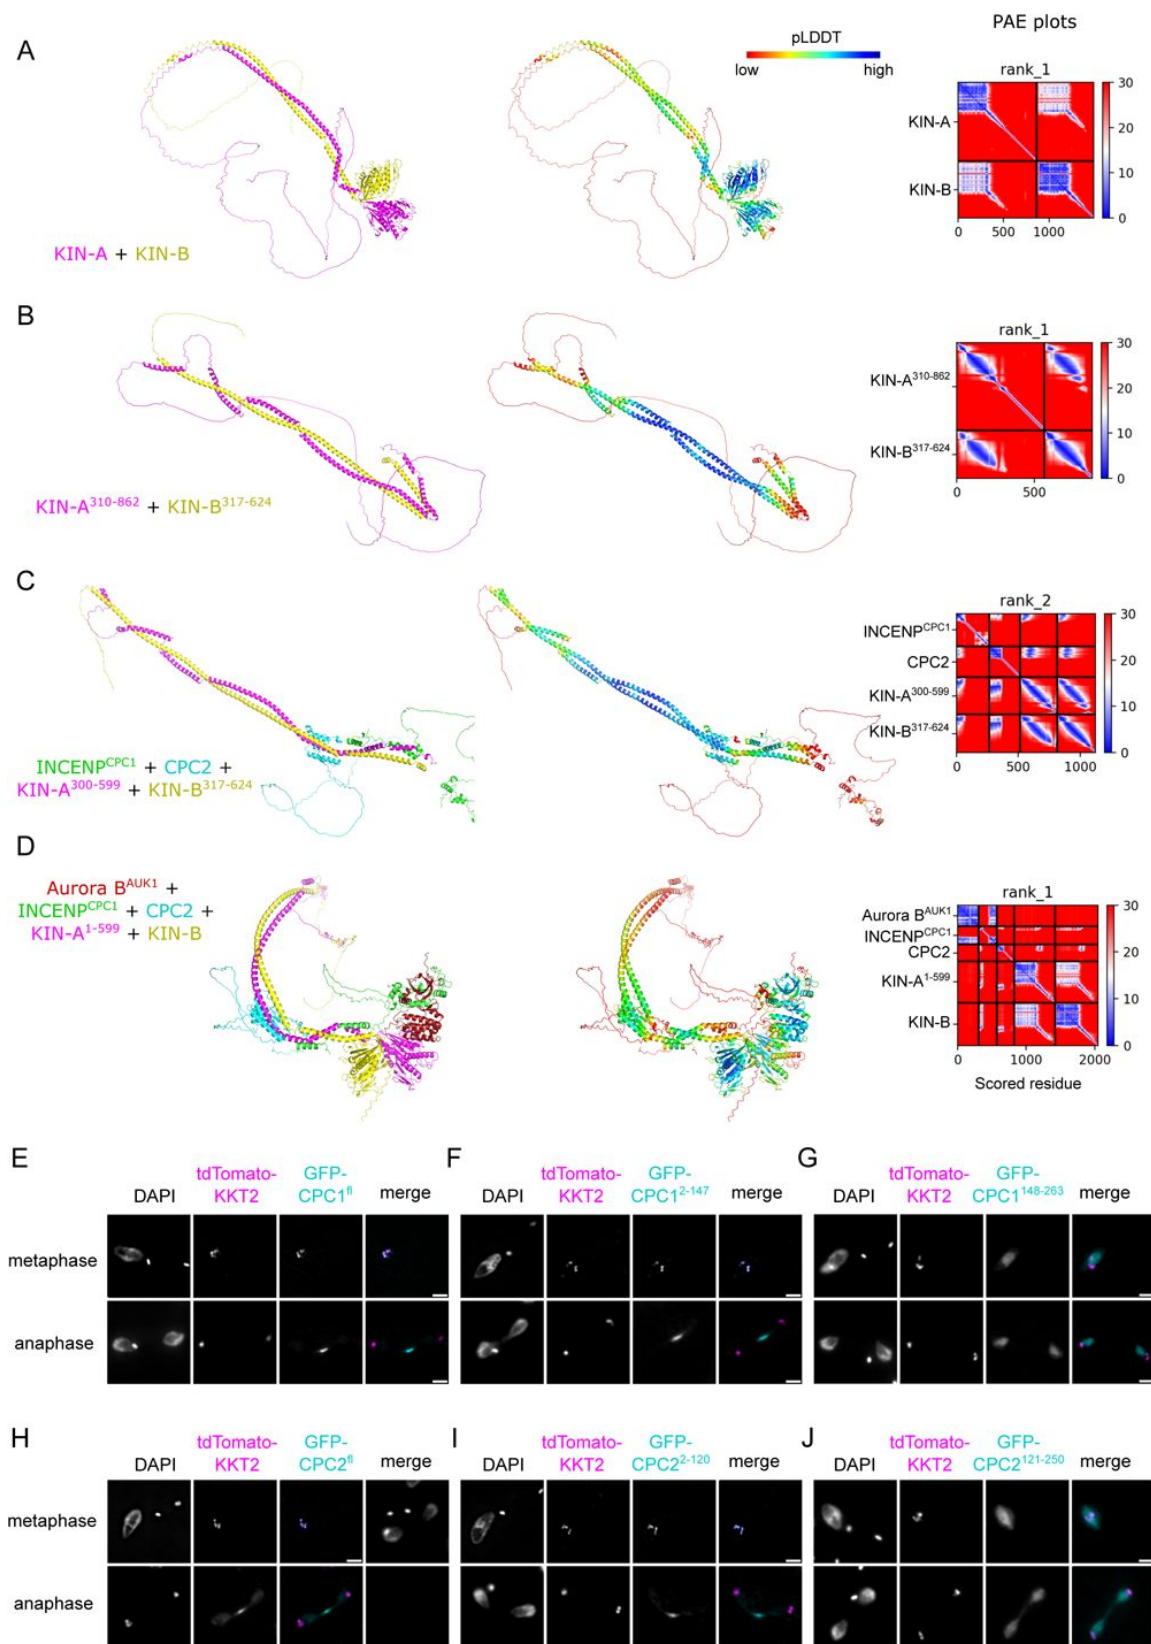 A
pLDDT
low high
PAE plots
rank_1
KIN-A
KIN-B
30
20
10
0
0 500 1000
KIN-A + KIN-B
B
rank_1
KIN-A310-862
KIN-B317-624
30
20
10
0
0 500
KIN-A310-862 + KIN-B317-624
C
rank_2
INCENPCPC1
CPC2
KIN-A300-599
KIN-B317-624
30
20
10
0
0 500 1000
INCENPCPC1 + CPC2 +
KIN-A300-599 + KIN-B317-624
D
Aurora BAUK1 +
INCENPCPC1 + CPC2 +
KIN-A1-599 + KIN-B
rank_1
Aurora BAUK1
INCENPCPC1
CPC2
KIN-A1-599
KIN-B
30
20
10
0
0 1000 2000
Scored residue
E
DAPI
tdTomato-
KKT2
GFP-
CPC1fl
merge
F
DAPI
tdTomato-
KKT2
GFP-
CPC12-147
merge
G
DAPI
tdTomato-
KKT2
GFP-
CPC1148-263
merge
metaphase
anaphase
H
DAPI
tdTomato-
KKT2
GFP-
CPC2fl
merge
I
DAPI
tdTomato-
KKT2
GFP-
CPC22-120
merge
J
DAPI
tdTomato-
KKT2
GFP-
CPC2121-250
merge
metaphase
anaphase